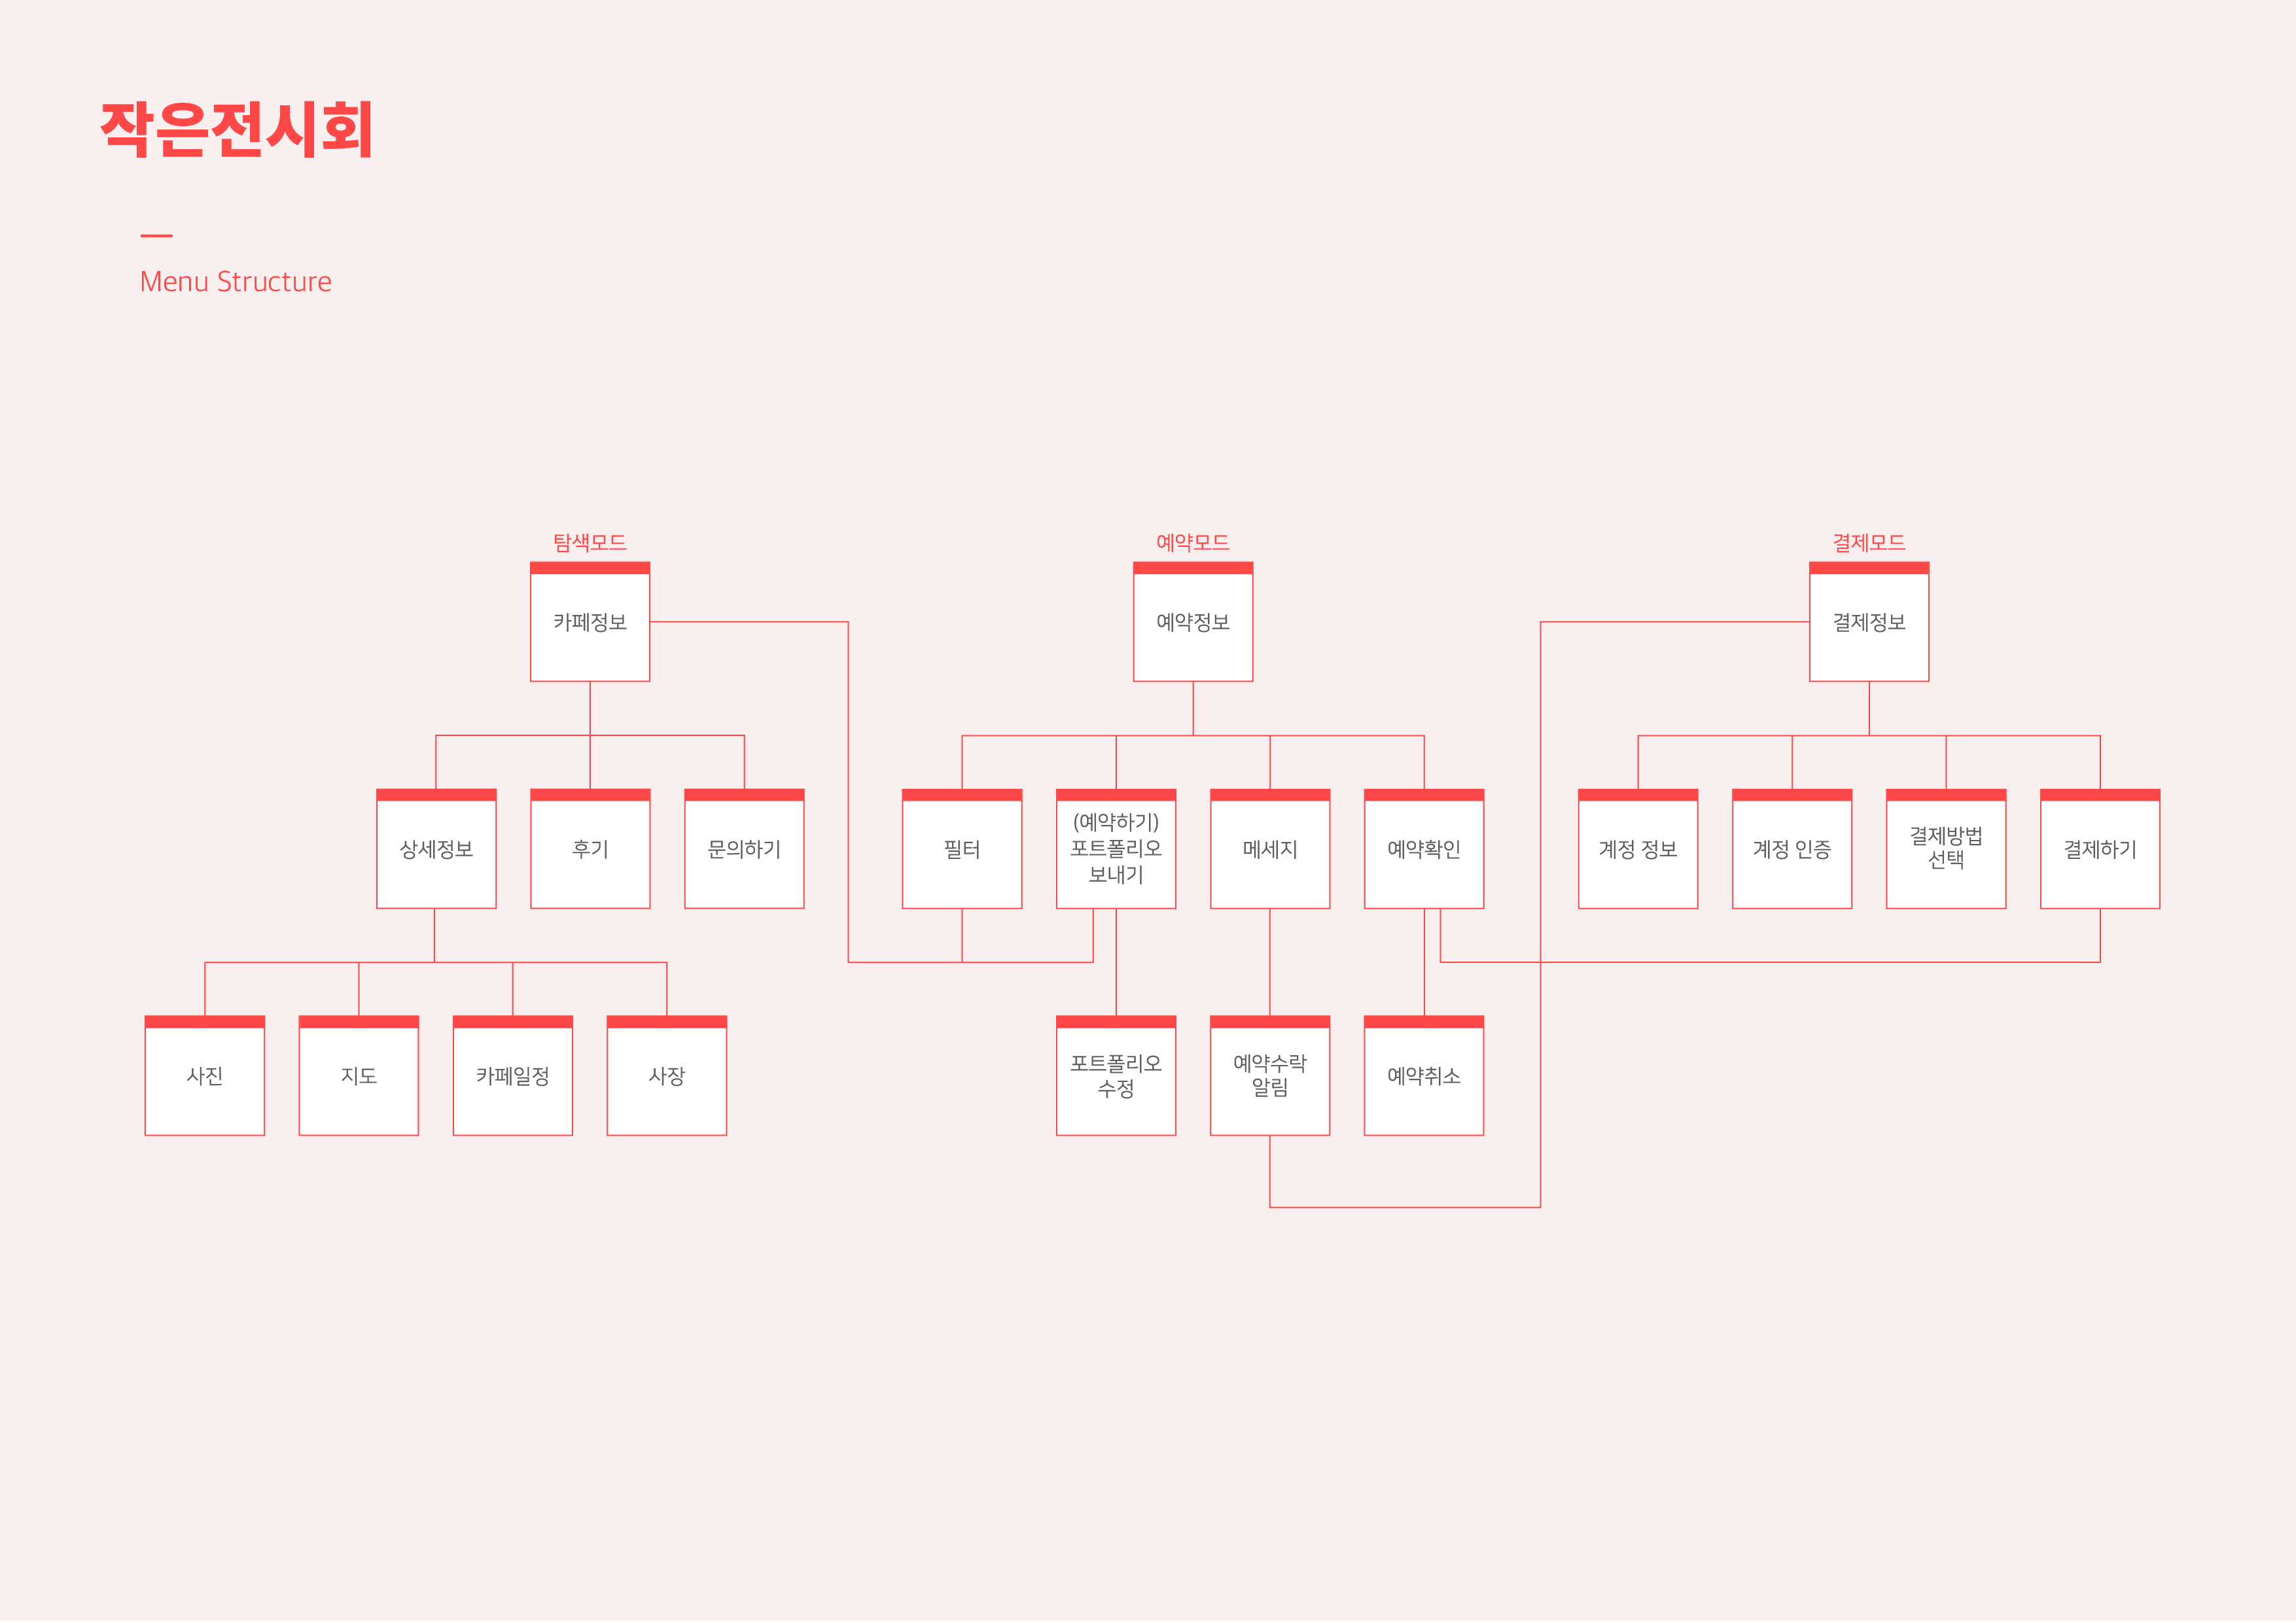 작은전시회
Menu Structure
탐색모드
예약모드
결제모드
카페정보
예약정보
결제정보
상세정보
후기
문의하기
필터
(예약하기)
포트폴리오
보내기
메세지
예약확인
계정 정보
계정 인증
결제방법
선택
결제하기
사진
지도
카페일정
사장
포트폴리오
수정
예약수락
알림
예약취소